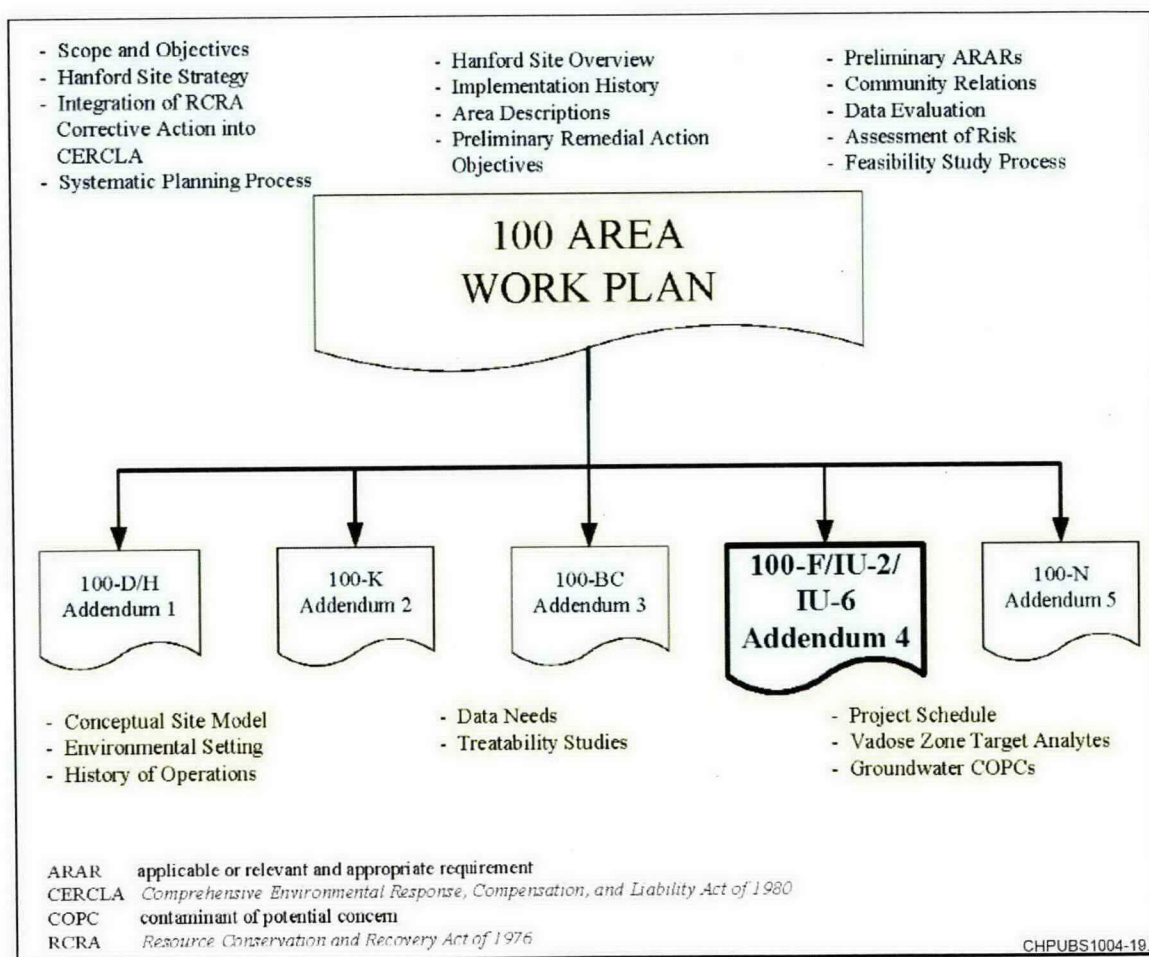 - Scope and Objectives
- Hanford Site Strategy
- Integration of RCRA
Corrective Action into
CERCLA
- Systematic Planning Process
- Hanford Site Overview
- Implementation History
- Area Descriptions
- Preliminary Remedial Action
Objectives
- Preliminary ARARs
- Community Relations
- Data Evaluation
- Assessment of Risk
- Feasibility Study Process
100 AREA
WORK PLAN
100-D/H
Addendum 1
100-K
Addendum 2
100-BC
Addendum 3
100-F/IU-2/
IU-6
Addendum 4
100-N
Addendum 5
- Conceptual Site Model
- Environmental Setting
- History of Operations
- Data Needs
- Treatability Studies
- Project Schedule
- Vadose Zone Target Analytes
- Groundwater COPCs
ARAR applicable or relevant and appropriate requirement
CERCLA Comprehensive Environmental Response, Compensation, and Liability Act of 1980
COPC contaminant of potential concern
RCRA Resource Conservation and Recovery Act of 1976
CHPUBS1004-19.